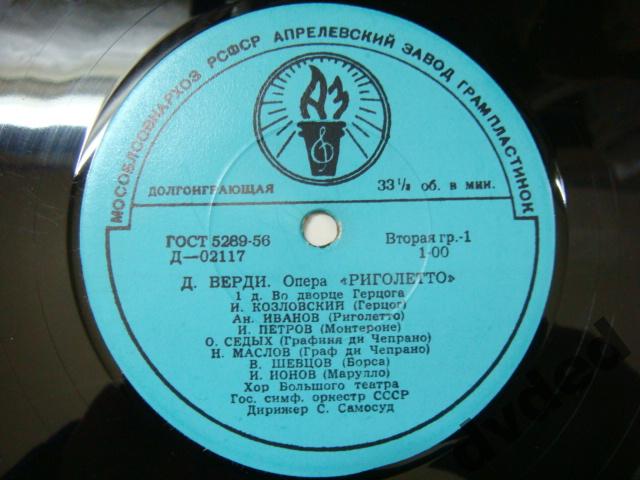 МОСОБЛСОВНАРХОЗ РСФСР АПРЕЛЕВСКИЙ ЗАВОД ГРАМПЛАСТИНОК
АЗ
ДОЛГОИГРАЮЩАЯ 33⅓ об. в мин.
ГОСТ 5289-56 Вторая гр.-1
Д—02117 1-00
Д. ВЕРДИ. Опера «РИГОЛЕТТО»
1 д. Во дворце Герцога
И. КОЗЛОВСКИЙ (Герцог)
Ан. ИВАНОВ (Риголетто)
И. ПЕТРОВ (Монтероне)
О. СЕДЫХ (Графиня ди Чепрано)
Н. МАСЛОВ (Граф ди Чепрано)
В. ШЕВЦОВ (Борса)
И. ИОНОВ (Марулло)
Хор Большого театра
Гос. симф. оркестр СССР
Дирижер С. Самосуд
dvded